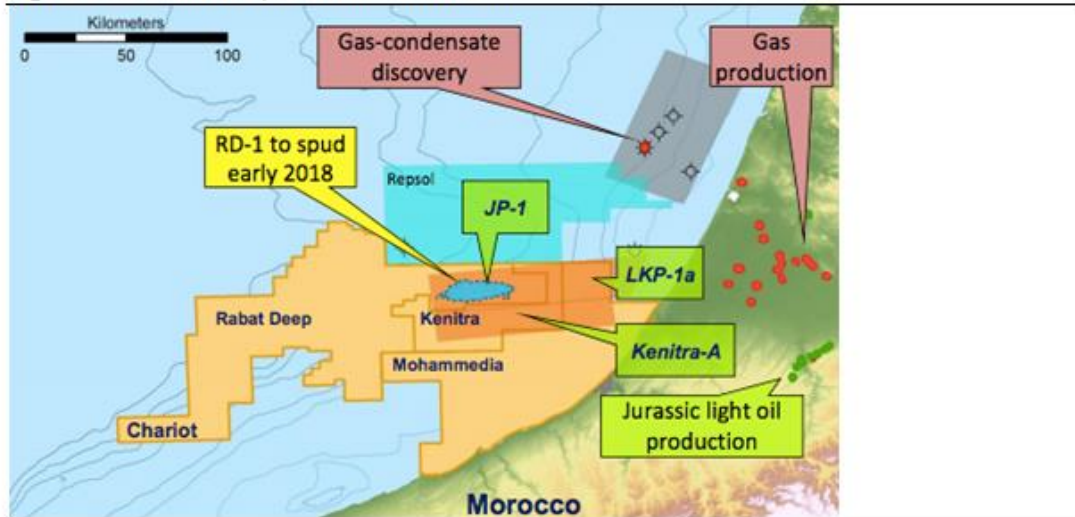 Kilometers
0 50 100
Gas-condensate
discovery
Gas
production
RD-1 to spud
early 2018
Repsol
JP-1
LKP-1a
Rabat Deep
Kenitra
Kenitra-A
Mohammedia
Chariot
Jurassic light oil
production
Morocco